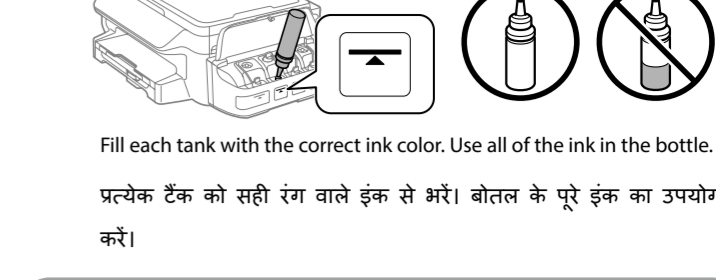 Fill each tank with the correct ink color. Use all of the ink in the bottle.
प्रत्येक टैंक को सही रंग वाले इंक से भरें। बोतल के पूरे इंक का उपयोग
करें।